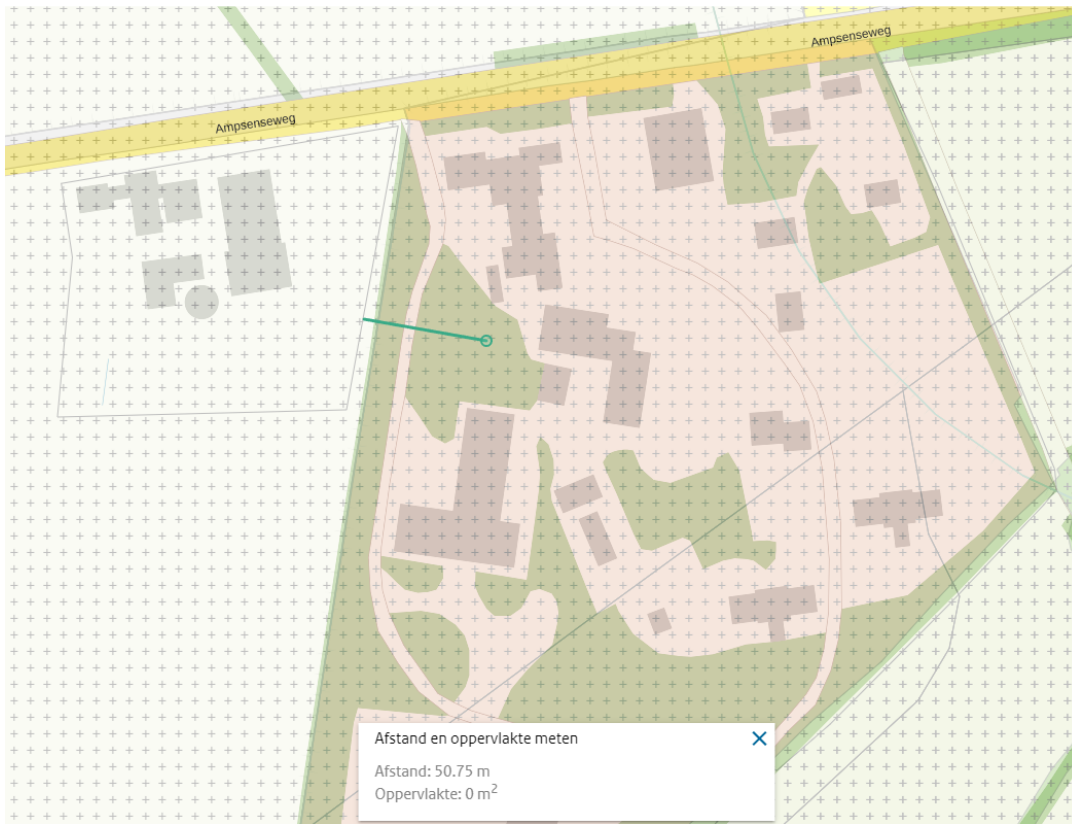 Ampsenseweg
Ampsenseweg
Afstand en oppervlakte meten
Afstand: 50.75 m
Oppervlakte: 0 m²